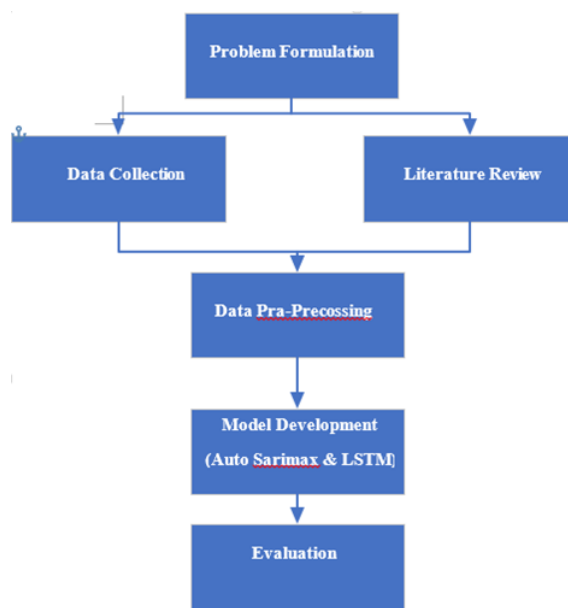 Problem Formulation
Data Collection
Literature Review
Data Pra-Precossing
Model Development
(Auto Sarimax & LSTM)
Evaluation